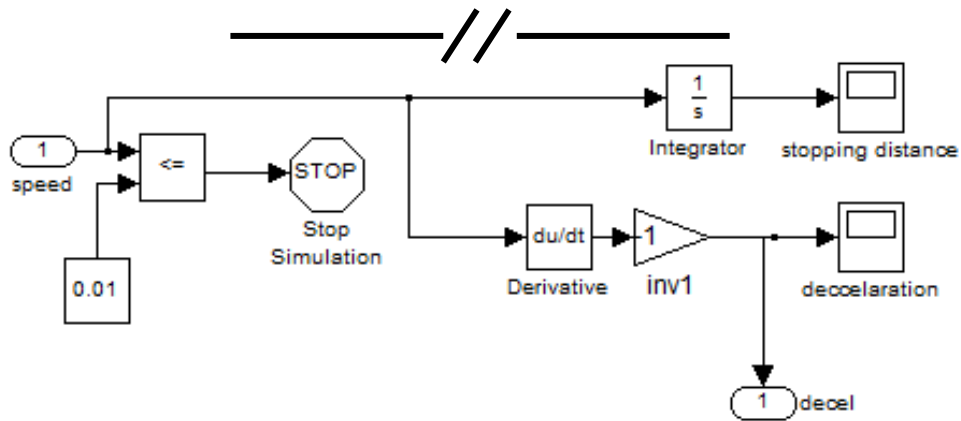 1
s
Integrator
stopping distance
1
speed
<=
STOP
Stop
Simulation
0.01
du/dt
Derivative
-1
inv1
deccelaration
1
decel